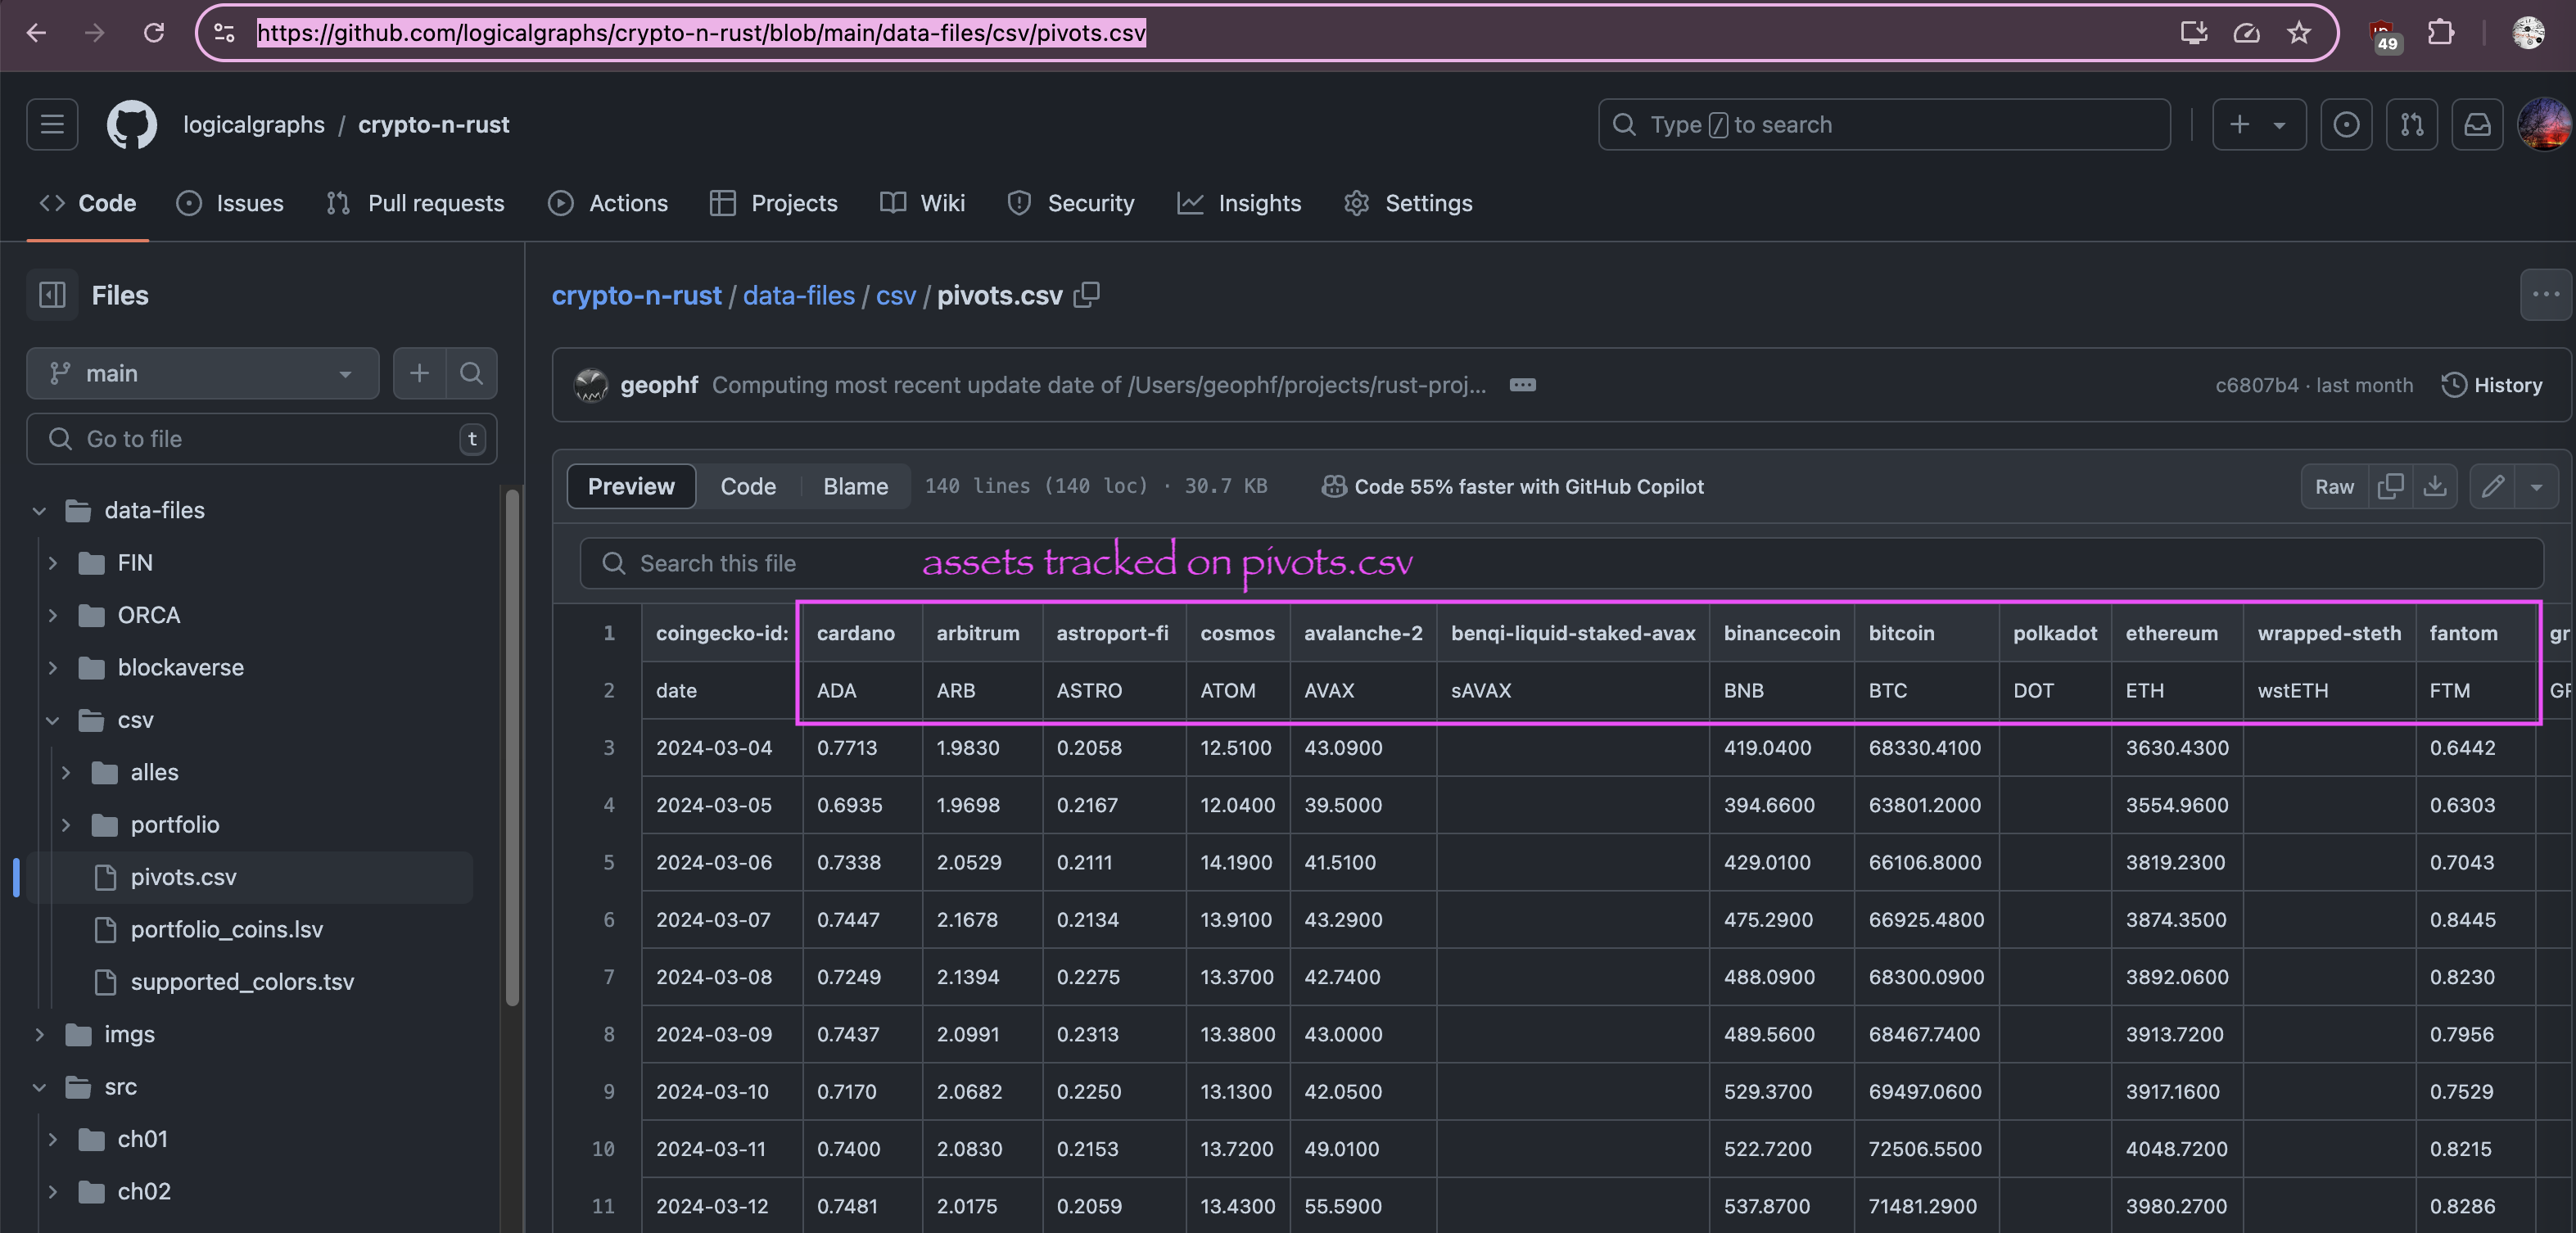 https://github.com/logicalgraphs/crypto-n-rust/blob/main/data-files/csv/pivots.csv
49
logicalgraphs / crypto-n-rust
Type / to search
Code Issues Pull requests Actions Projects Wiki Security Insights Settings
Files
main
Go to file t
data-files
FIN
ORCA
blockaverse
csv
alles
portfolio
pivots.csv
portfolio_coins.lsv
supported_colors.tsv
imgs
src
ch01
ch02
crypto-n-rust / data-files / csv / pivots.csv
geophf Computing most recent update date of /Users/geophf/projects/rust-proj... c6807b4 · last month History
Preview Code Blame 140 lines (140 loc) · 30.7 KB Code 55% faster with GitHub Copilot Raw
Search this file assets tracked on pivots.csv
1 coingecko-id: cardano arbitrum astroport-fi cosmos avalanche-2 benqi-liquid-staked-avax binancecoin bitcoin polkadot ethereum wrapped-steth fantom gr
2 date ADA ARB ASTRO ATOM AVAX sAVAX BNB BTC DOT ETH wstETH FTM
3 2024-03-04 0.7713 1.9830 0.2058 12.5100 43.0900 419.0400 68330.4100 3630.4300 0.6442
4 2024-03-05 0.6935 1.9698 0.2167 12.0400 39.5000 394.6600 63801.2000 3554.9600 0.6303
5 2024-03-06 0.7338 2.0529 0.2111 14.1900 41.5100 429.0100 66106.8000 3819.2300 0.7043
6 2024-03-07 0.7447 2.1678 0.2134 13.9100 43.2900 475.2900 66925.4800 3874.3500 0.8445
7 2024-03-08 0.7249 2.1394 0.2275 13.3700 42.7400 488.0900 68300.0900 3892.0600 0.8230
8 2024-03-09 0.7437 2.0991 0.2313 13.3800 43.0000 489.5600 68467.7400 3913.7200 0.7956
9 2024-03-10 0.7170 2.0682 0.2250 13.1300 42.0500 529.3700 69497.0600 3917.1600 0.7529
10 2024-03-11 0.7400 2.0830 0.2153 13.7200 49.0100 522.7200 72506.5500 4048.7200 0.8215
11 2024-03-12 0.7481 2.0175 0.2059 13.4300 55.5900 537.8700 71481.2900 3980.2700 0.8286